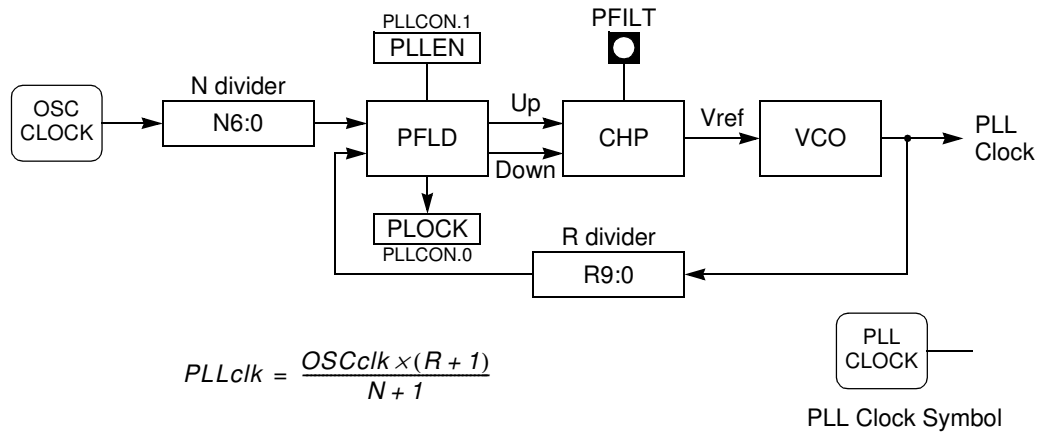 PLLCON.1
PLLEN
PFILT
OSC
CLOCK
N divider
N6:0
PFLD
Up
Down
CHP
Vref
VCO
PLL
Clock
PLOCK
PLLCON.0
R divider
R9:0
PLLclk = OSCclk × (R + 1)
N + 1
PLL
CLOCK
PLL Clock Symbol